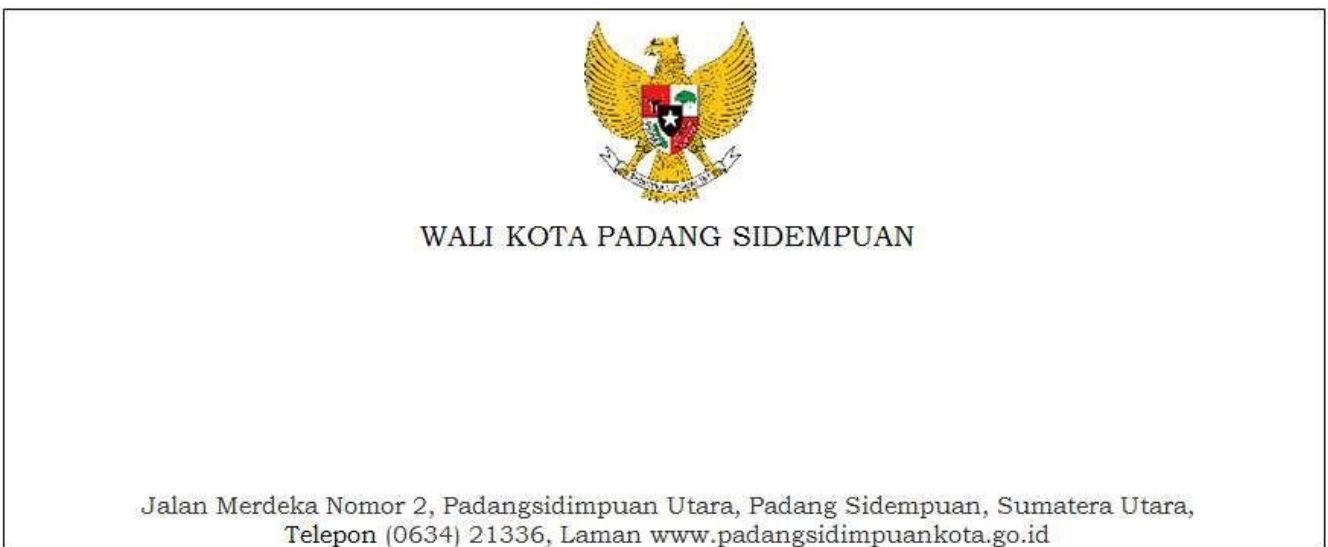 WALI KOTA PADANG SIDEMPUAN
Jalan Merdeka Nomor 2, Padangsidimpuan Utara, Padang Sidempuan, Sumatera Utara,
Telepon (0634) 21336, Laman www.padangsidimpuankota.go.id